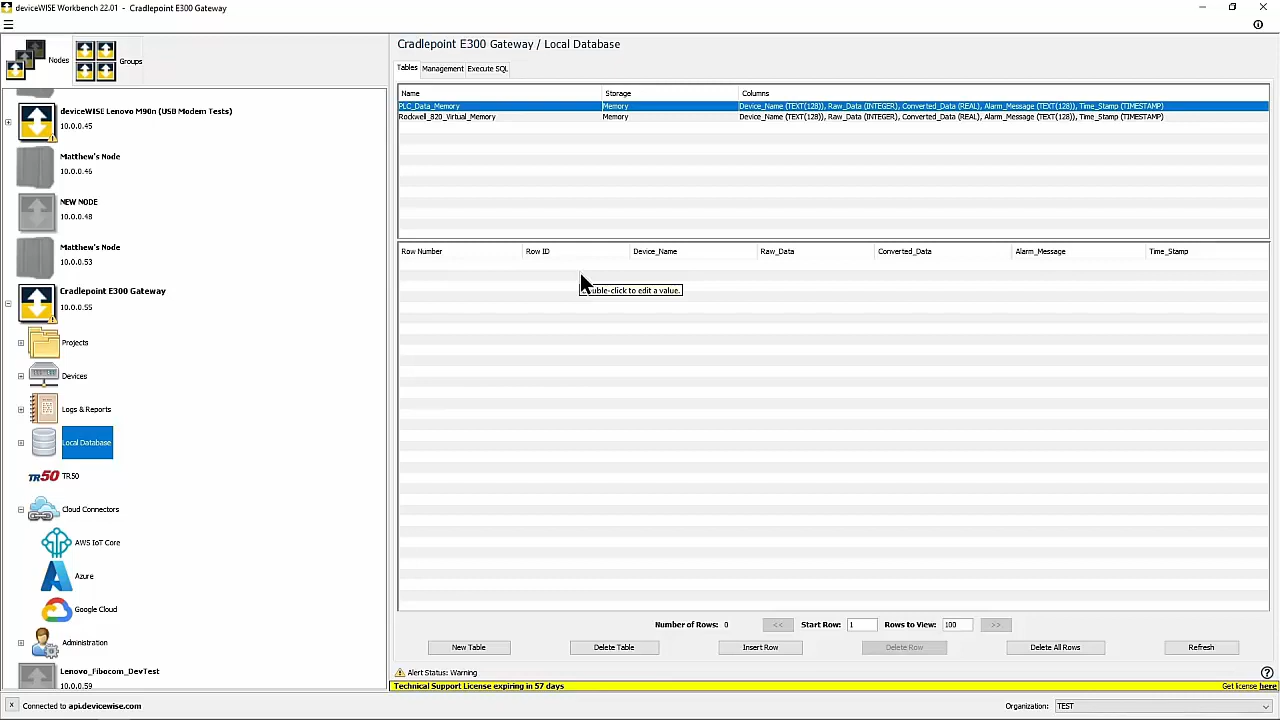 deviceWISE Workbench 22.01 - Cradlepoint E300 Gateway
Nodes
Groups
deviceWISE Lenovo M90n (USB Modem Tests)
10.0.0.45
Matthew's Node
10.0.0.46
NEW NODE
10.0.0.48
Matthew's Node
10.0.0.53
Cradlepoint E300 Gateway
10.0.0.55
Projects
Devices
Logs & Reports
Local Database
TR50 TR50
Cloud Connectors
AWS IoT Core
Azure
Google Cloud
Administration
Lenovo_Fibocom_DevTest
10.0.0.59
Cradlepoint E300 Gateway / Local Database
Tables Management Execute SQL
Name Storage Columns
PLC_Data_Memory Memory Device_Name (TEXT(128)), Raw_Data (INTEGER), Converted_Data (REAL), Alarm_Message (TEXT(128)), Time_Stamp (TIMESTAMP)
Rockwell_820_Virtual_Memory Memory Device_Name (TEXT(128)), Raw_Data (INTEGER), Converted_Data (REAL), Alarm_Message (TEXT(128)), Time_Stamp (TIMESTAMP)
Row Number Row ID Device_Name Raw_Data Converted_Data Alarm_Message Time_Stamp
uble-click to edit a value.
Number of Rows: 0 << Start Row: 1 Rows to View: 100 >>
New Table Delete Table Insert Row Delete Row Delete All Rows Refresh
Alert Status: Warning
Technical Support License expiring in 57 days Get license here
x Connected to api.devicewise.com Organization: TEST